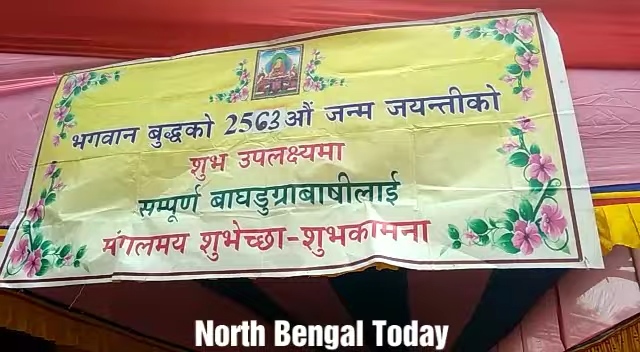 भगवान बुद्धको 2563औं जन्म जयन्तीको
शुभ उपलक्ष्यमा
सम्पूर्ण बाघडुग्राबाषीलाई
मंगलमय शुभेच्छा-शुभकामना
North Bengal Today